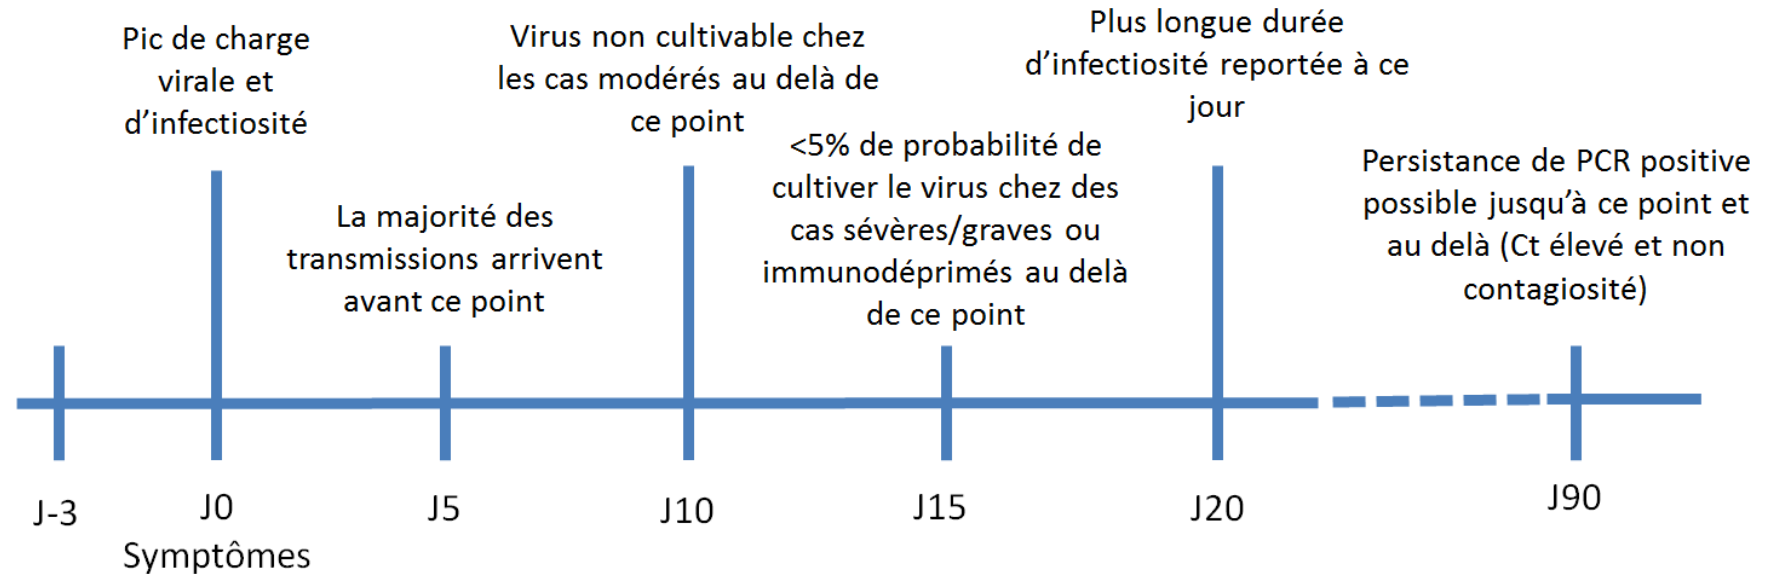 Pic de charge
virale et
d'infectiosité
La majorité des
transmissions arrivent
avant ce point
Virus non cultivable chez
les cas modérés au delà de
ce point
<5% de probabilité de
cultiver le virus chez des
cas sévères/graves ou
immunodéprimés au delà
de ce point
Plus longue durée
d'infectiosité reportée à ce
jour
Persistance de PCR positive
possible jusqu'à ce point et
au delà (Ct élevé et non
contagiosité)
J-3
J0
Symptômes
J5
J10
J15
J20
J90